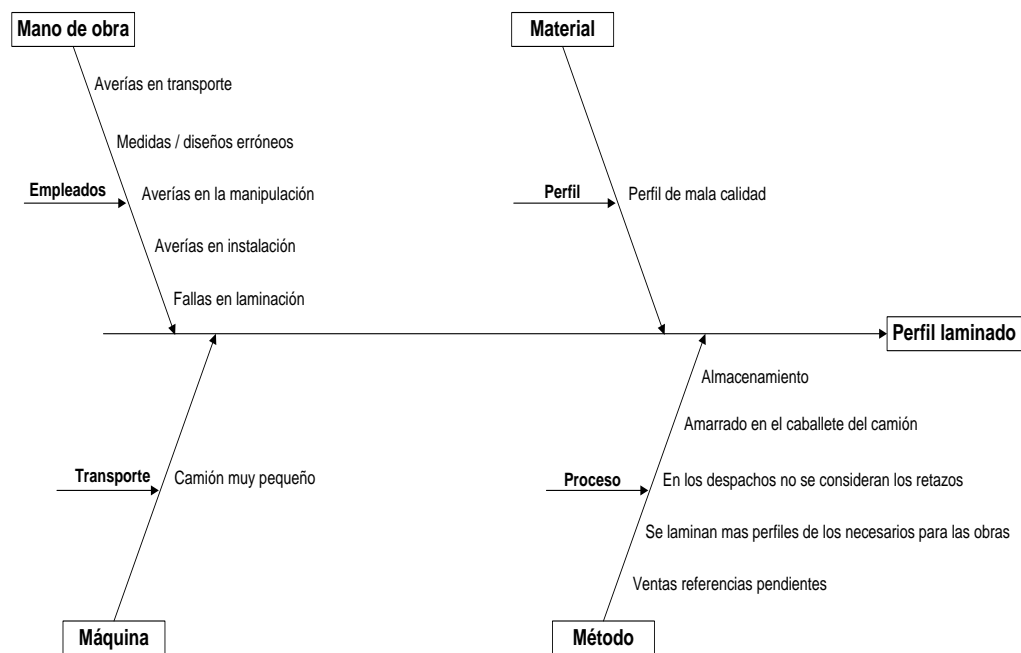 Mano de obra
Material
Averías en transporte
Medidas / diseños erróneos
Empleados
Averías en la manipulación
Perfil
Perfil de mala calidad
Averías en instalación
Fallas en laminación
Perfil laminado
Almacenamiento
Amarrado en el caballete del camión
Transporte
Camión muy pequeño
Proceso
En los despachos no se consideran los retazos
Se laminan mas perfiles de los necesarios para las obras
Ventas referencias pendientes
Máquina
Método